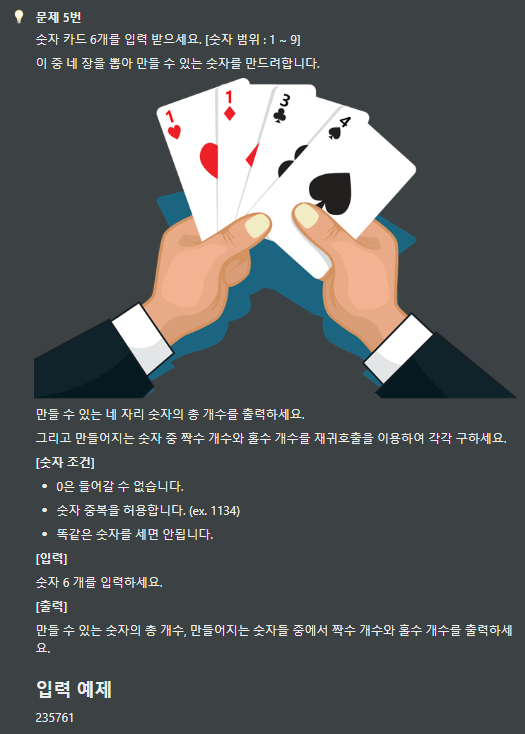 문제 5번
숫자 카드 6개를 입력 받으세요. [숫자 범위 : 1 ~ 9]
이 중 네 장을 뽑아 만들 수 있는 숫자를 만드려합니다.
1
1
3
4
만들 수 있는 네 자리 숫자의 총 개수를 출력하세요.
그리고 만들어지는 숫자 중 짝수 개수와 홀수 개수를 재귀호출을 이용하여 각각 구하세요.
[숫자 조건]
• 0은 들어갈 수 없습니다.
• 숫자 중복을 허용합니다. (ex. 1134)
• 똑같은 숫자를 세면 안됩니다.
[입력]
숫자 6 개를 입력하세요.
[출력]
만들 수 있는 숫자의 총 개수, 만들어지는 숫자들 중에서 짝수 개수와 홀수 개수를 출력하세
요.
입력 예제
235761